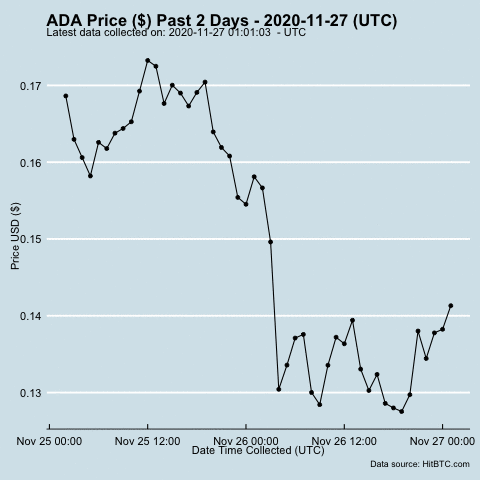 ADA Price ($) Past 2 Days - 2020-11-27 (UTC)
Latest data collected on: 2020-11-27 01:01:03  - UTC
0.17
0.16
0.15
0.14
0.13
Price USD ($)
Nov 25 00:00 Nov 25 12:00 Nov 26 00:00 Nov 26 12:00 Nov 27 00:00
Date Time Collected (UTC)
Data source: HitBTC.com